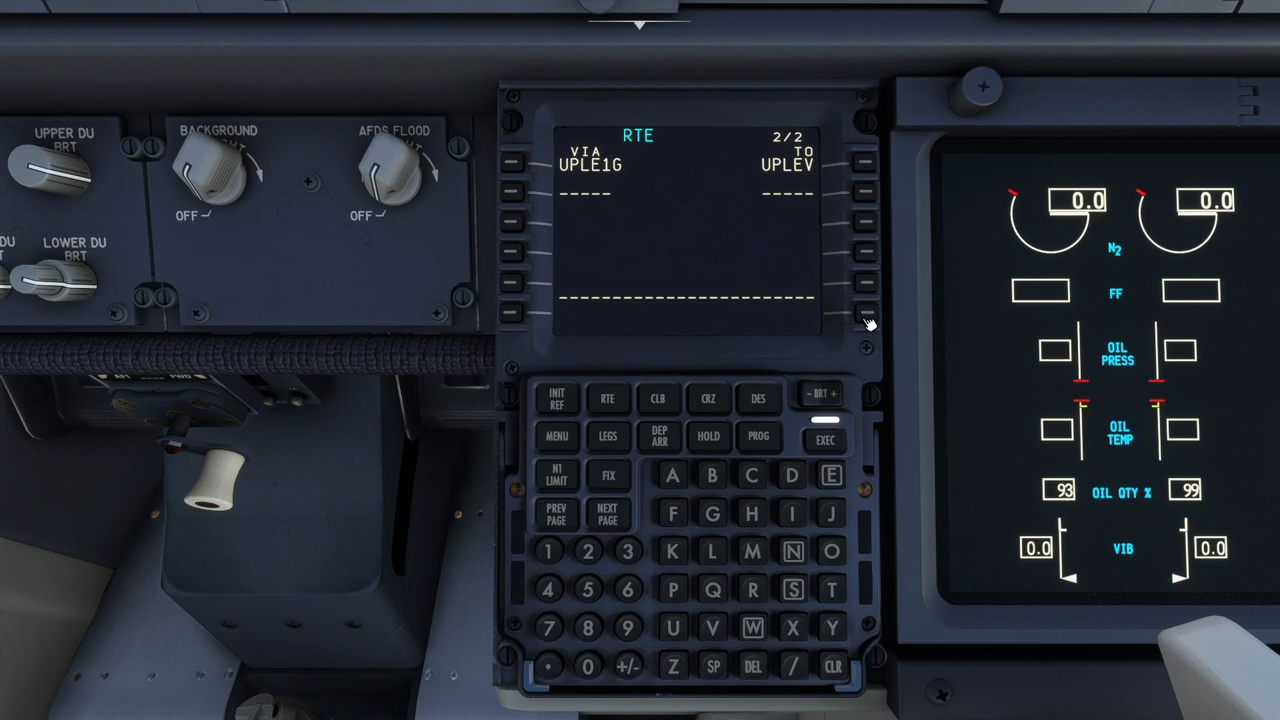 UPPER DU
BRT
BACKGROUND
OFF
AFDS FLOOD
OFF
DU
LOWER DU
BRT
RTE 2/2
VIA TO
UPLE1G UPLEV
----- -----
------------------------
INIT REF
RTE
CLB
CRZ
DES
- BRT +
MENU
LEGS
DEP ARR
HOLD
PROG
EXEC
N1 LIMIT
FIX
PREV PAGE
NEXT PAGE
A B C D E
F G H I J
1 2 3 K L M N O
4 5 6 P Q R S T
7 8 9 U V W X Y
. 0 +/- Z SP DEL / CLR
0.0 0.0
N2
FF
OIL
PRESS
OIL
TEMP
93 OIL QTY % 99
0.0 VIB 0.0